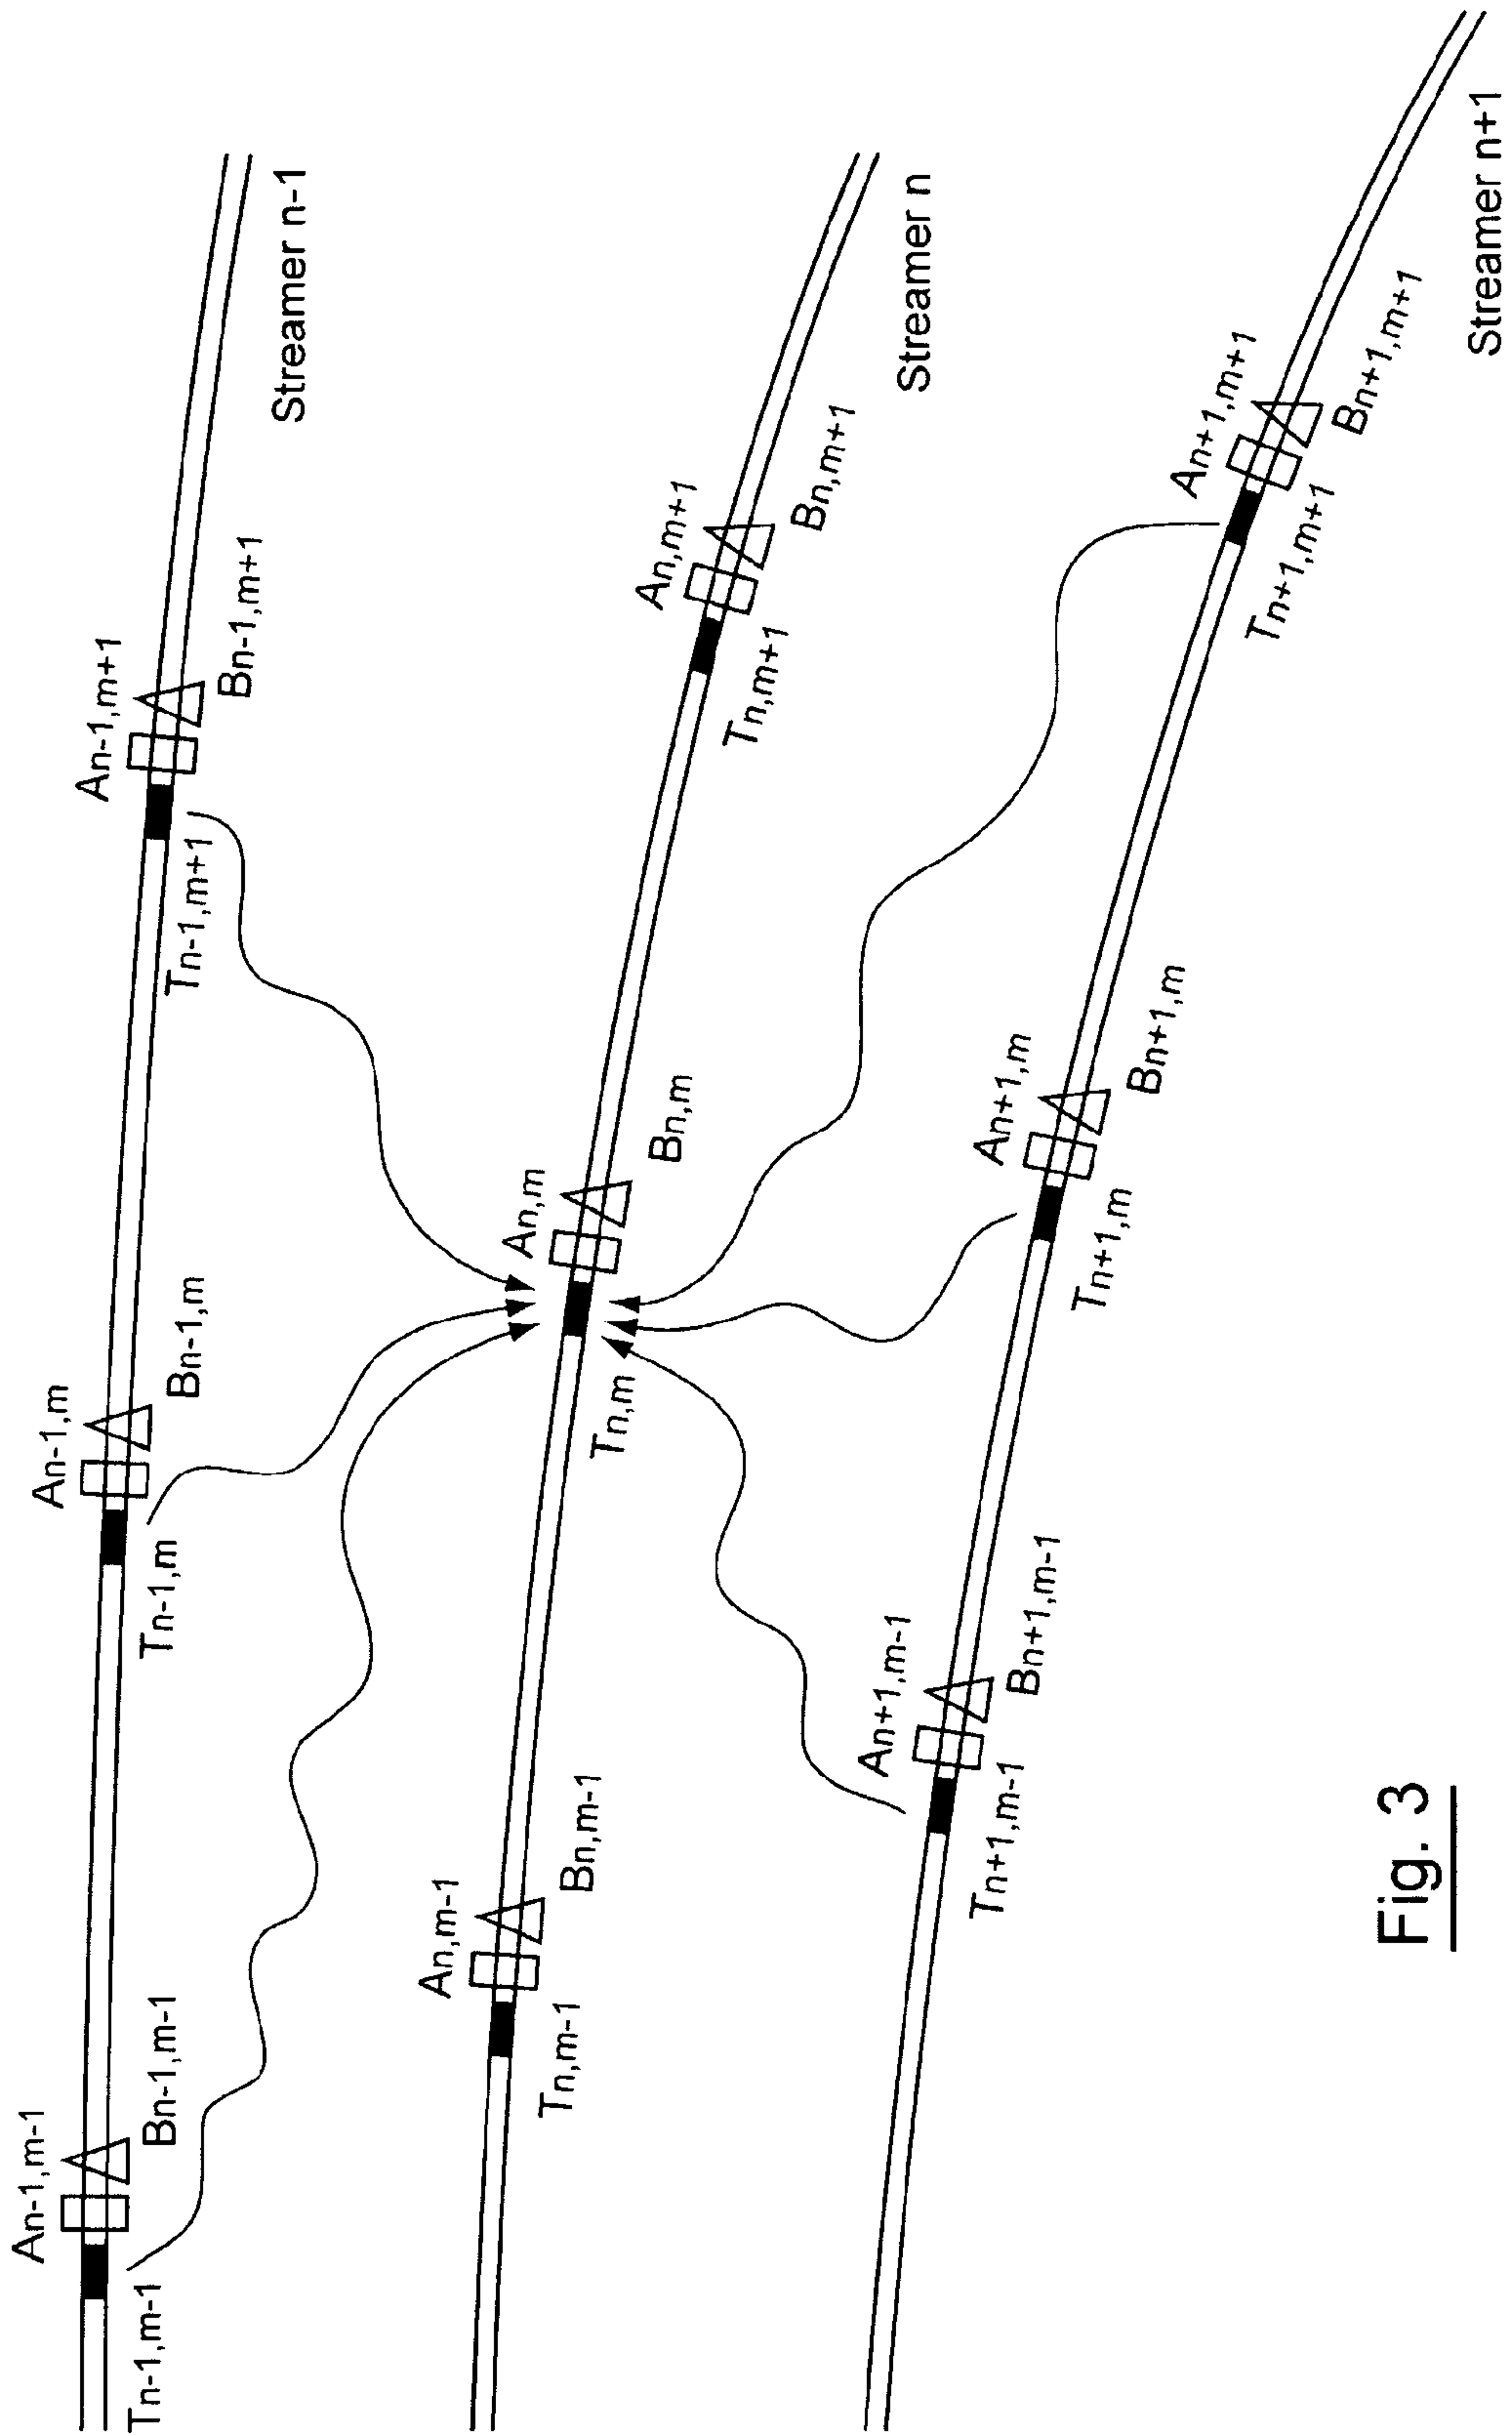 An-1,m-1
Bn-1,m-1
Tn-1,m-1
An-1,m
Bn-1,m
Tn-1,m
An-1,m+1
Bn-1,m+1
Tn-1,m+1
Streamer n-1
An,m-1
Bn,m-1
Tn,m-1
An,m
Bn,m
Tn,m
An,m+1
Bn,m+1
Tn,m+1
Streamer n
An+1,m-1
Bn+1,m-1
Tn+1,m-1
An+1,m
Bn+1,m
Tn+1,m
An+1,m+1
Bn+1,m+1
Tn+1,m+1
Streamer n+1
Fig. 3